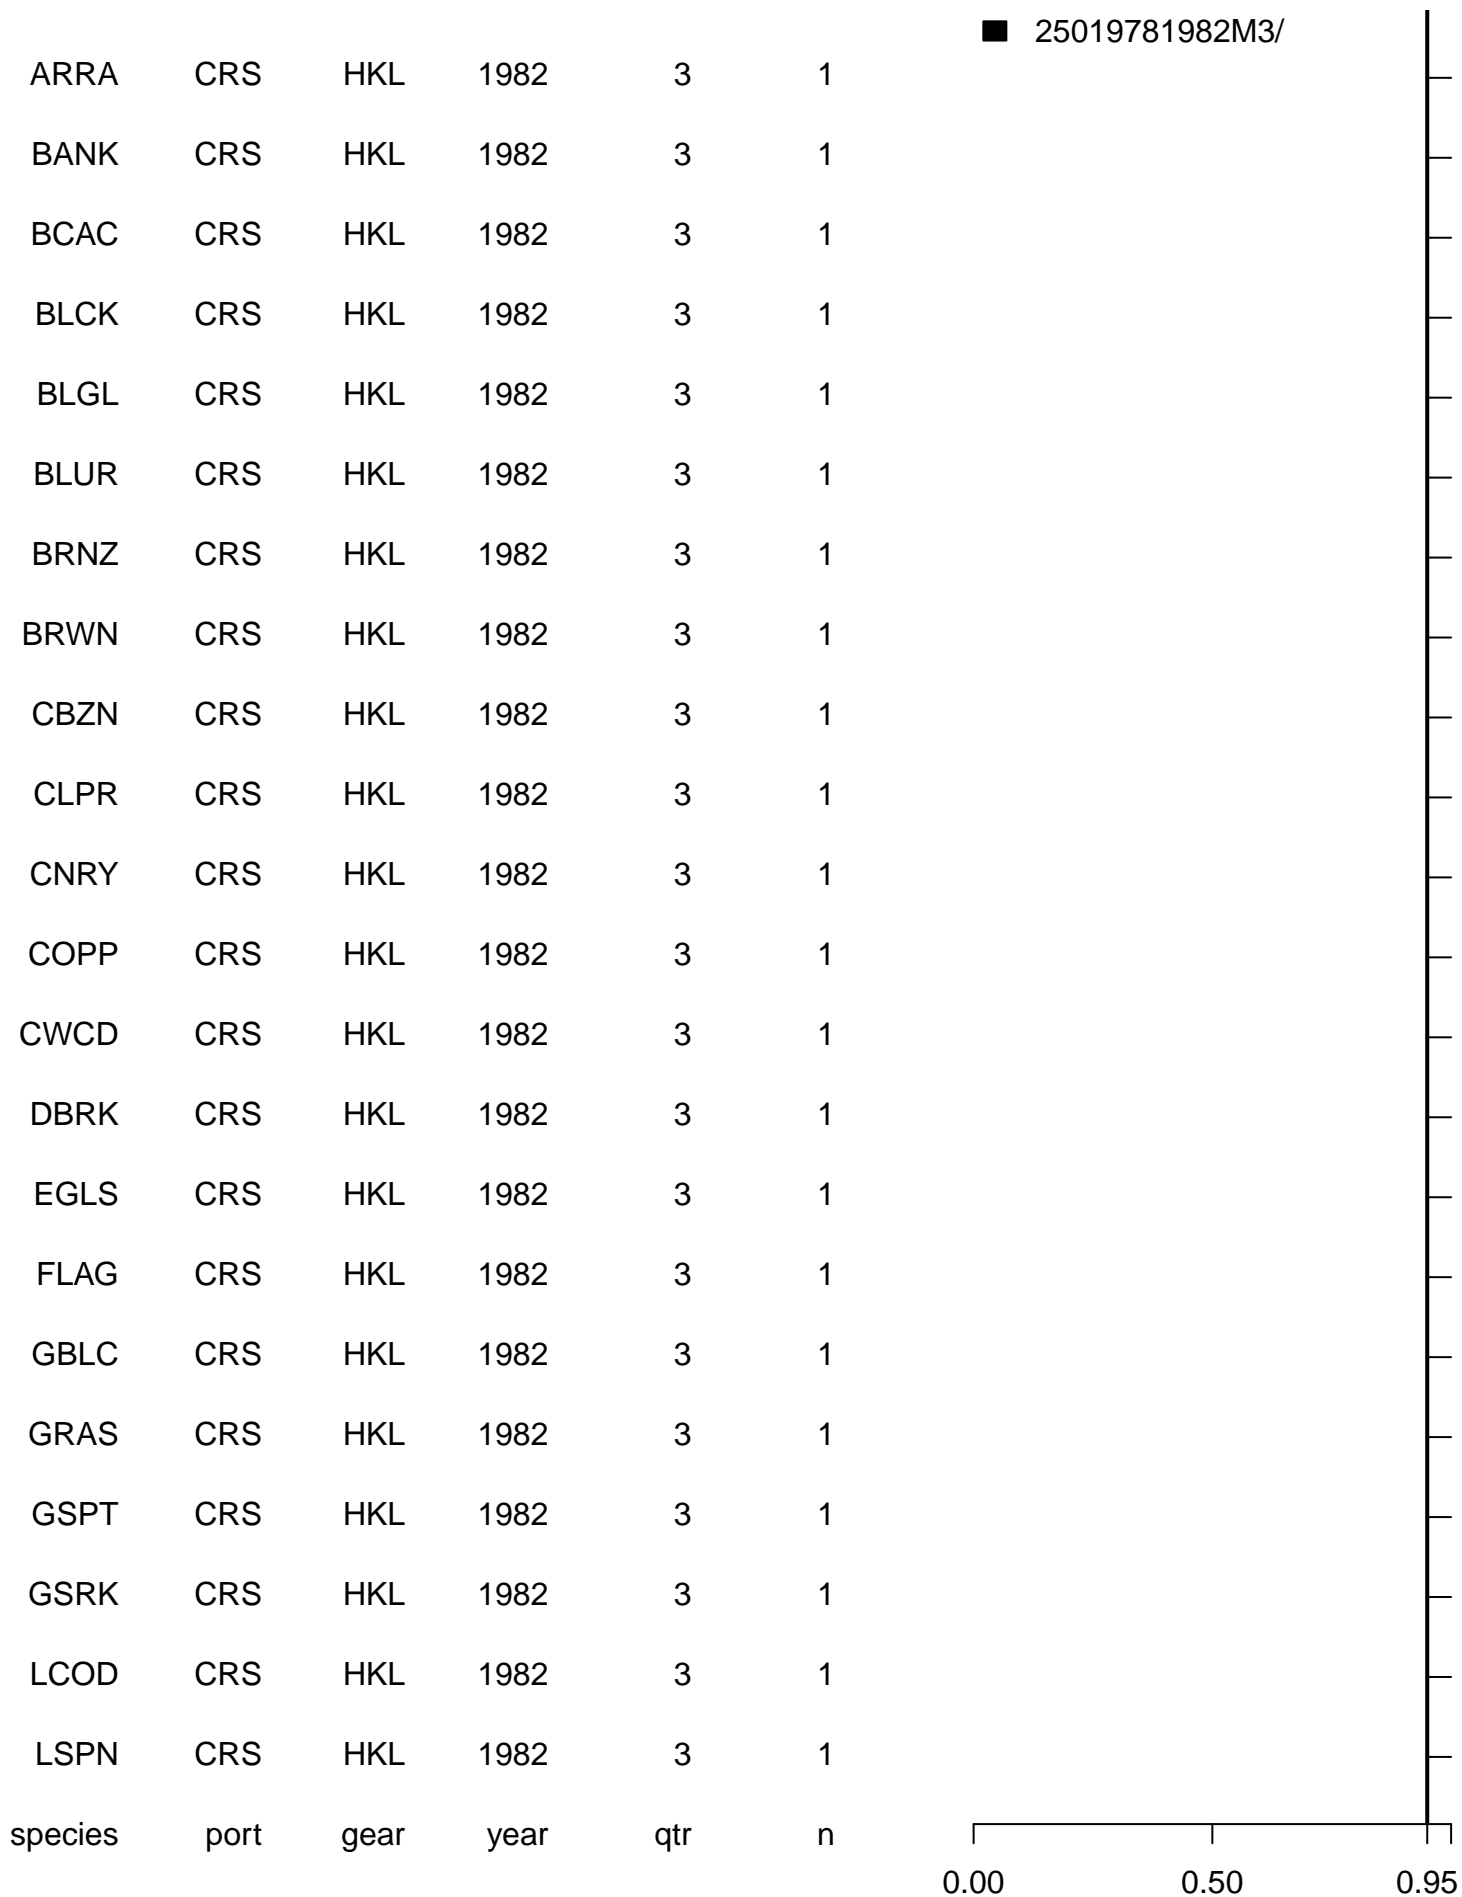 25019781982M3/
ARRA CRS HKL 1982 3 1
BANK CRS HKL 1982 3 1
BCAC CRS HKL 1982 3 1
BLCK CRS HKL 1982 3 1
BLGL CRS HKL 1982 3 1
BLUR CRS HKL 1982 3 1
BRNZ CRS HKL 1982 3 1
BRWN CRS HKL 1982 3 1
CBZN CRS HKL 1982 3 1
CLPR CRS HKL 1982 3 1
CNRY CRS HKL 1982 3 1
COPP CRS HKL 1982 3 1
CWCD CRS HKL 1982 3 1
DBRK CRS HKL 1982 3 1
EGLS CRS HKL 1982 3 1
FLAG CRS HKL 1982 3 1
GBLC CRS HKL 1982 3 1
GRAS CRS HKL 1982 3 1
GSPT CRS HKL 1982 3 1
GSRK CRS HKL 1982 3 1
LCOD CRS HKL 1982 3 1
LSPN CRS HKL 1982 3 1
species port gear year qtr n
0.00 0.50 0.95